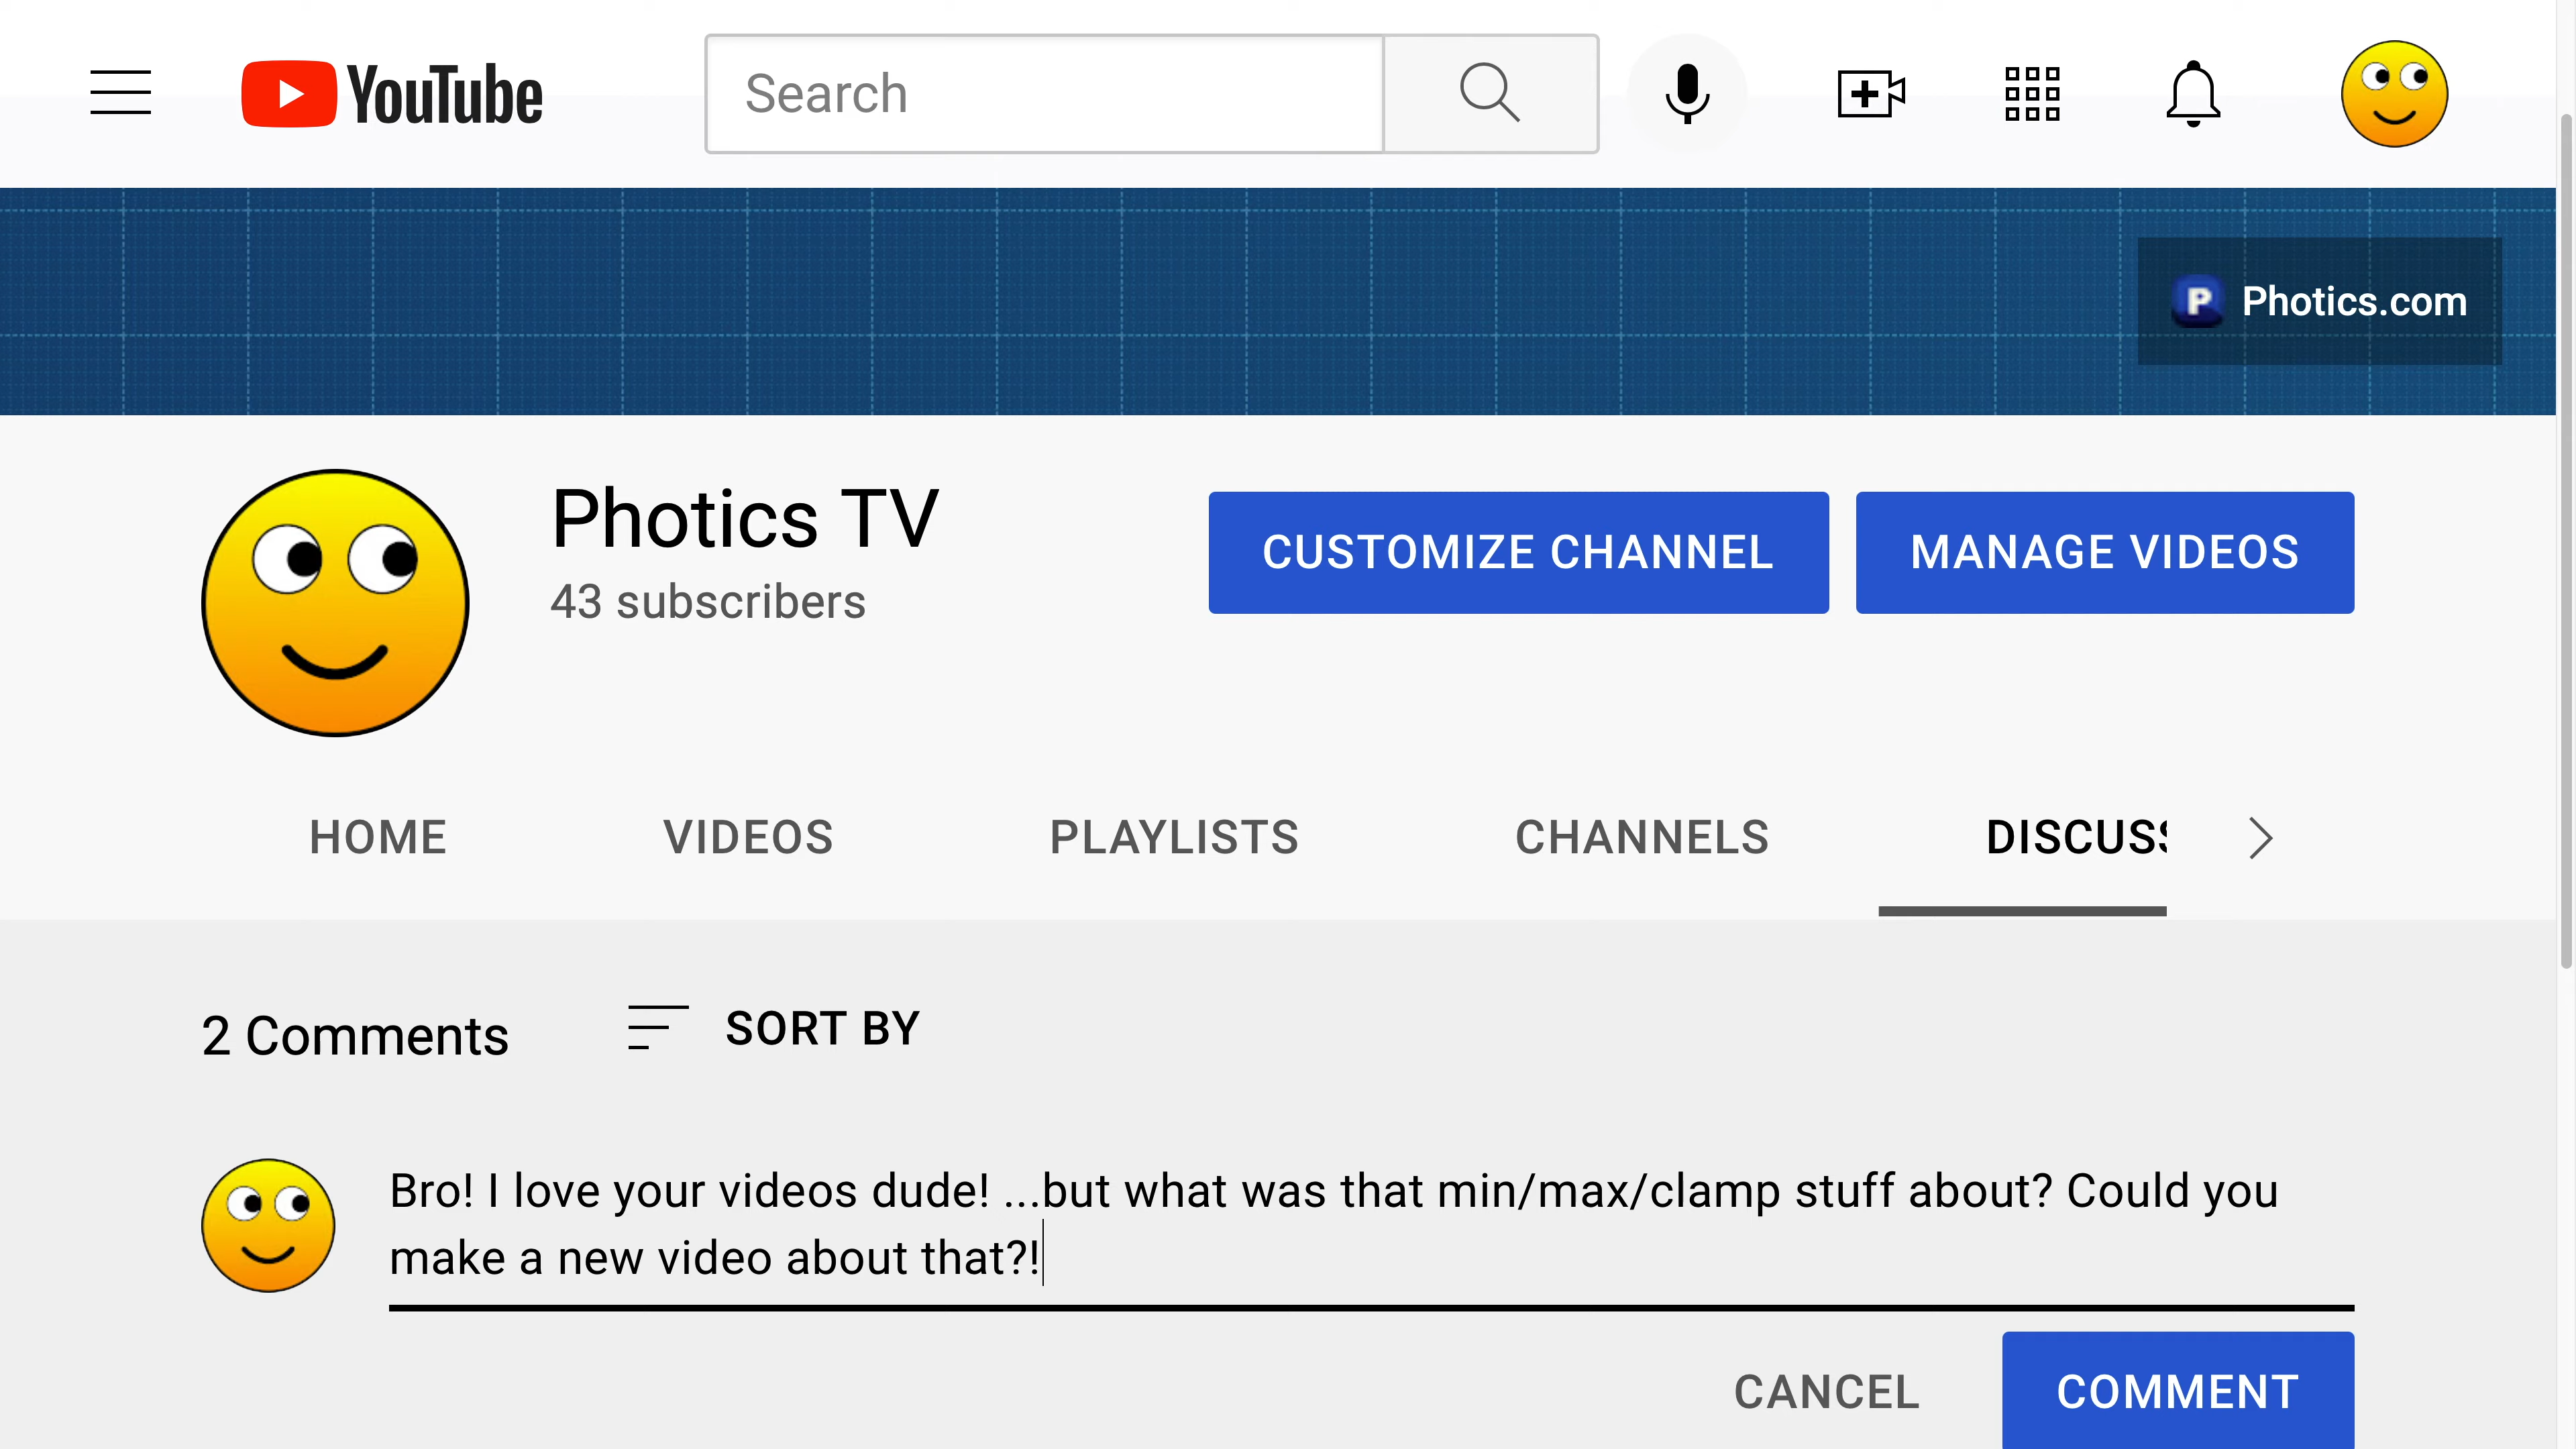 YouTube
Search
P Photics.com
Photics TV
43 subscribers
CUSTOMIZE CHANNEL
MANAGE VIDEOS
HOME
VIDEOS
PLAYLISTS
CHANNELS
DISCUSS
2 Comments
SORT BY
Bro! I love your videos dude! ...but what was that min/max/clamp stuff about? Could you
make a new video about that?!
CANCEL
COMMENT